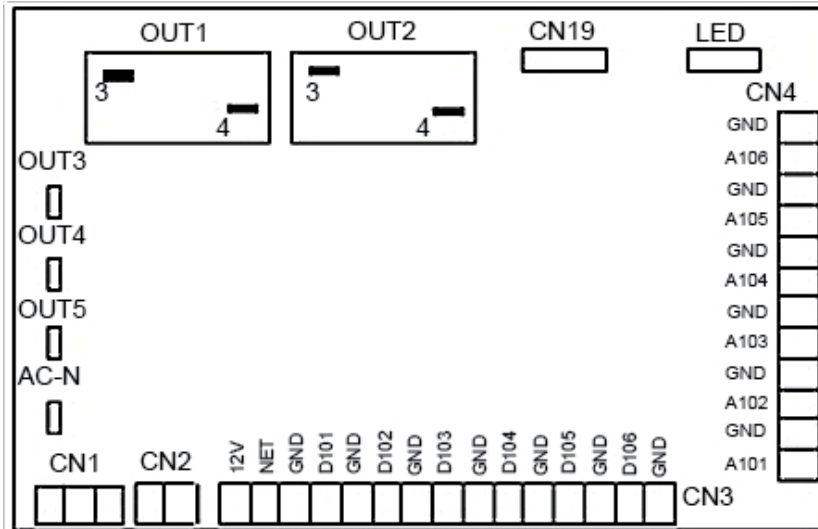 OUT1 OUT2 CN19 LED
CN4
3 3
4 4
GND
A106
GND
A105
GND
A104
GND
A103
GND
A102
GND
A101
OUT3
OUT4
OUT5
AC-N
CN1 CN2
12V
NET
GND
D101
GND
D102
GND
D103
GND
D104
GND
D105
GND
D106
GND
CN3